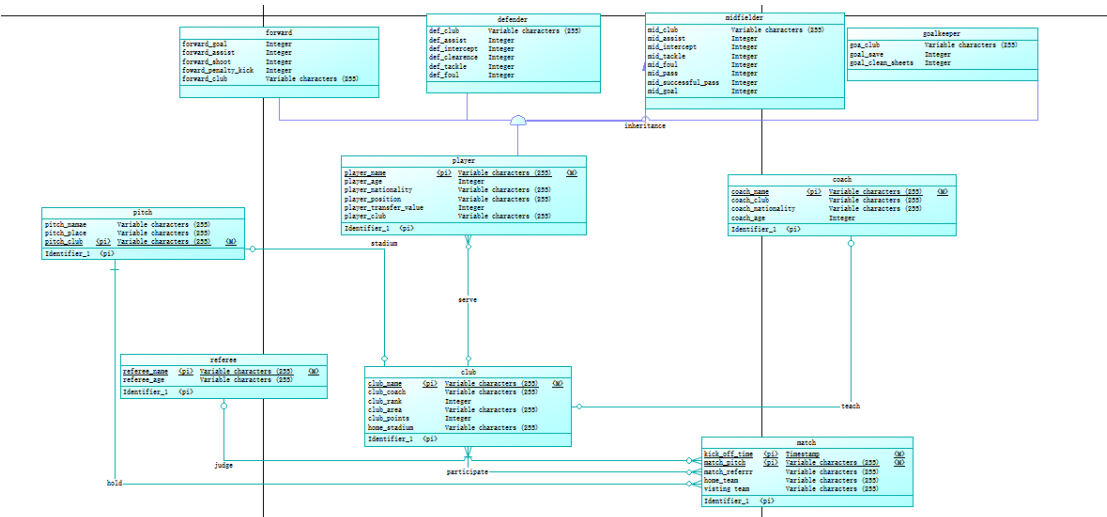 forward
forward_goal Integer
forward_assist Integer
forward_shoot Integer
foward_penalty_kick Integer
forward_club Variable characters (255)
defender
def_club Variable characters (255)
def_assist Integer
def_intercept Integer
def_clearence Integer
def_tackle Integer
def_foul Integer
midfielder
mid_club Variable characters (255)
mid_assist Integer
mid_intercept Integer
mid_tackle Integer
mid_foul Integer
mid_pass Integer
mid_successful_pass Integer
mid_goal Integer
goalkeeper
goa_club Variable characters (255)
goal_save Integer
goal_clean_sheets Integer
inheritance
player
player_name <pi> Variable characters (255) <M>
player_age Integer
player_nationality Variable characters (255)
player_position Variable characters (255)
player_transfer_value Integer
player_club Variable characters (255)
Identifier_1 <pi>
coach
coach_name <pi> Variable characters (255) <M>
coach_club Variable characters (255)
coach_nationality Variable characters (255)
coach_age Integer
Identifier_1 <pi>
pitch
pitch_namae Variable characters (255)
pitch_place Variable characters (255)
pitch_club <pi> Variable characters (255) <M>
Identifier_1 <pi>
stadium
serve
referee
referee_name <pi> Variable characters (255) <M>
referee_age Variable characters (255)
Identifier_1 <pi>
club
club_name <pi> Variable characters (255) <M>
club_coach Variable characters (255)
club_rank Integer
club_area Variable characters (255)
club_points Integer
home_stadium Variable characters (255)
Identifier_1 <pi>
teach
match
kick_off_time <pi> Timestamp <M>
match_pitch <pi> Variable characters (255) <M>
match_referrr Variable characters (255)
home_team Variable characters (255)
visting_team Variable characters (255)
Identifier_1 <pi>
judge
participate
hold